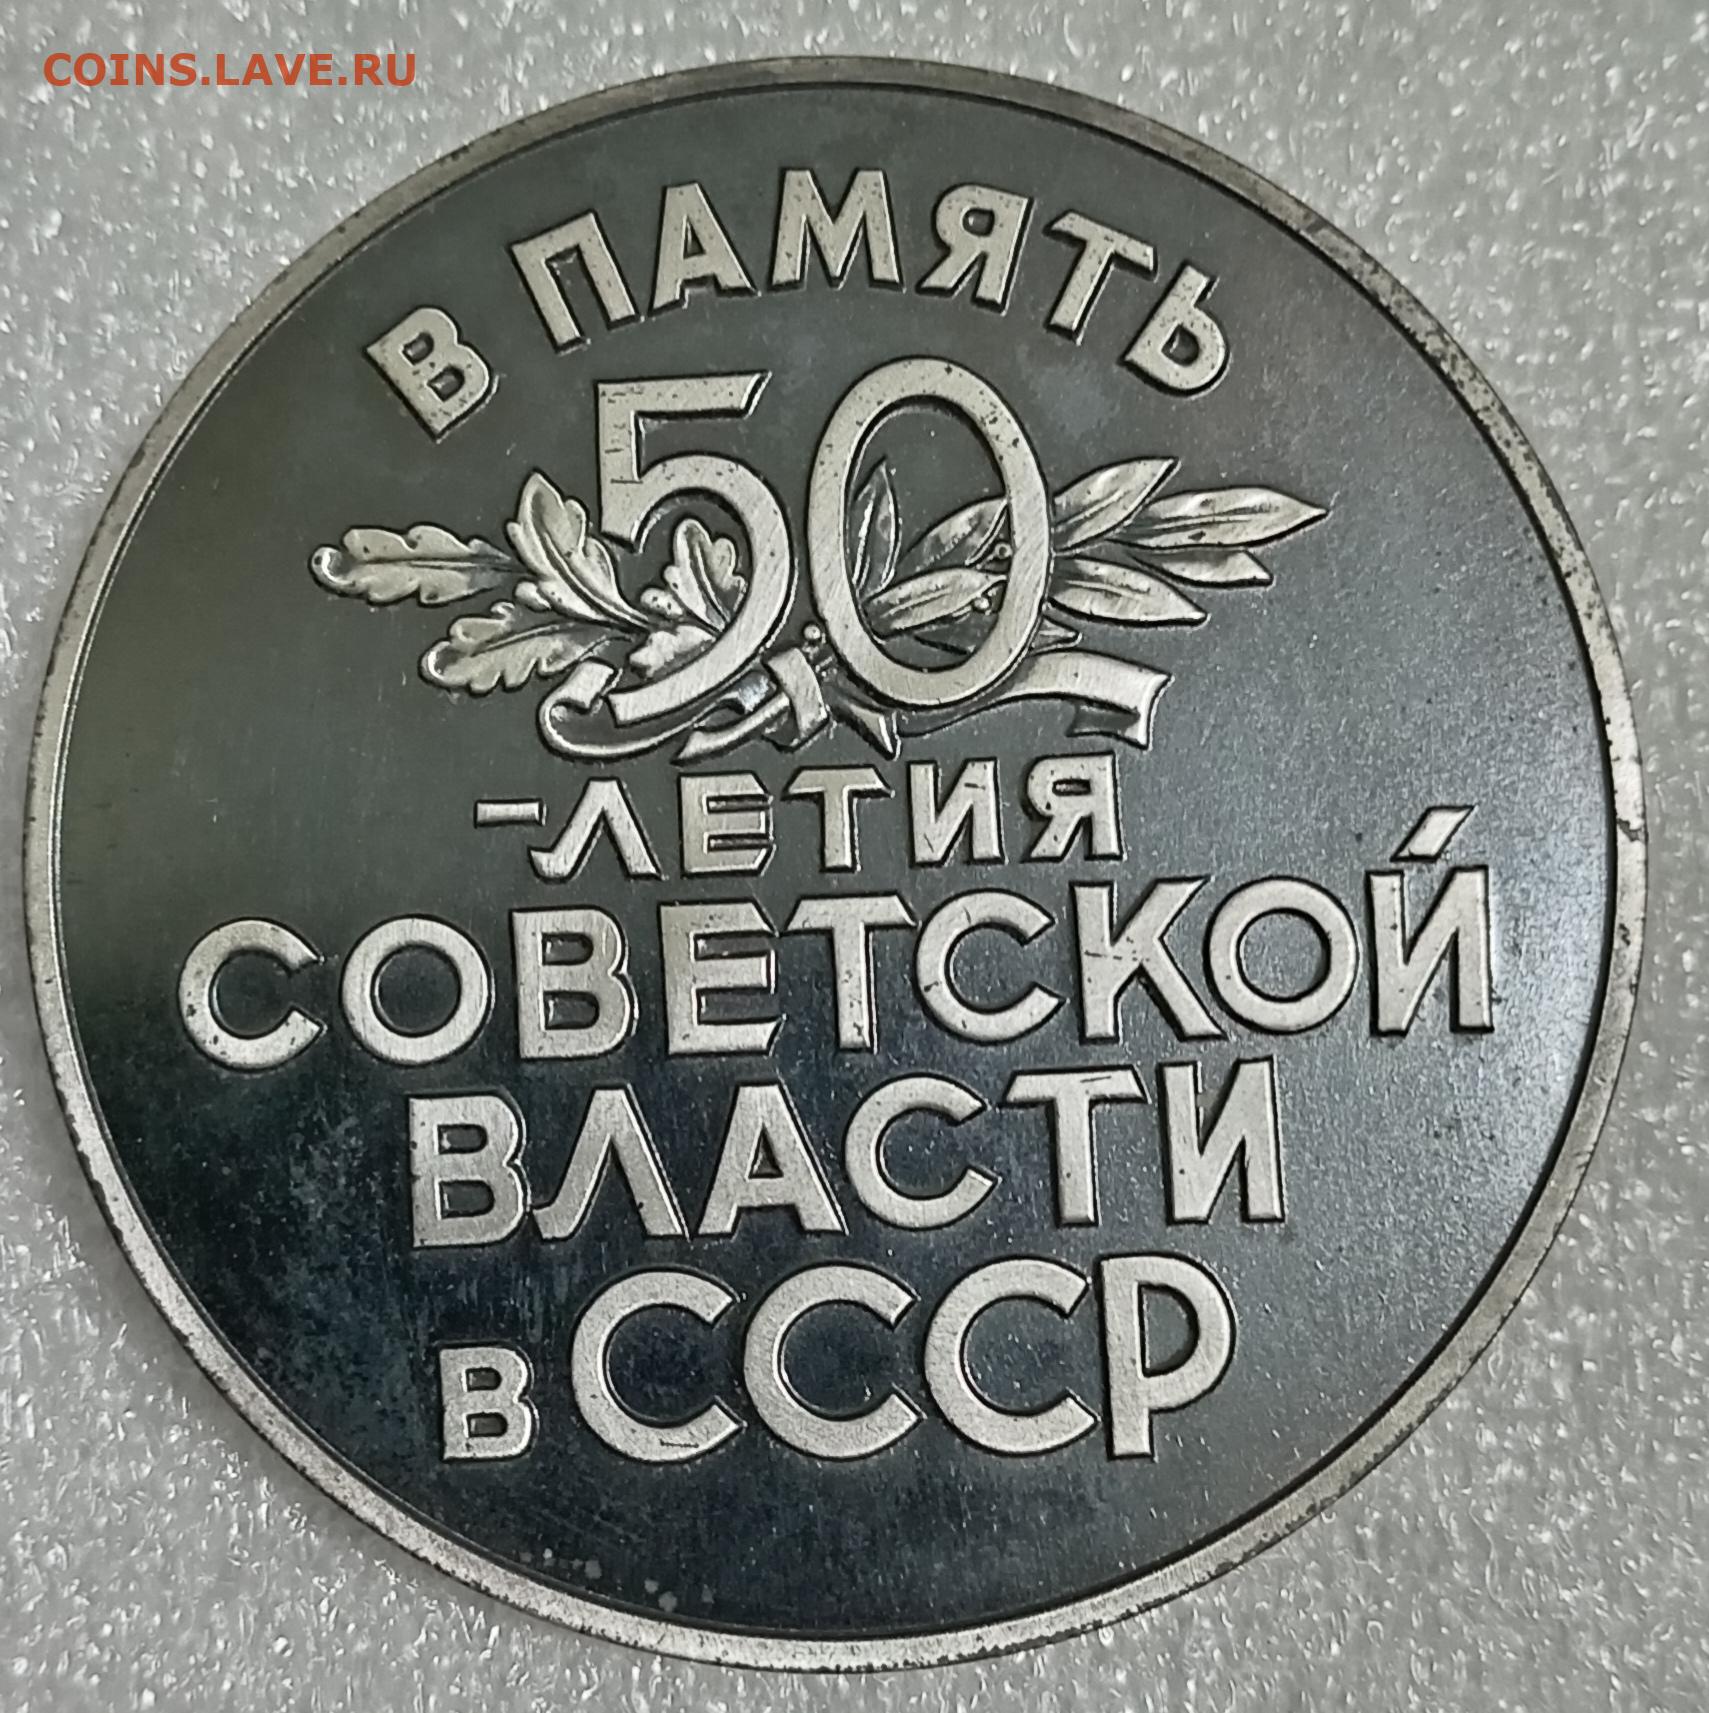 COINS.LAVE.RU
В ПАМЯТЬ
50
-ЛЕТИЯ
СОВЕТСКОЙ
ВЛАСТИ
в СССР